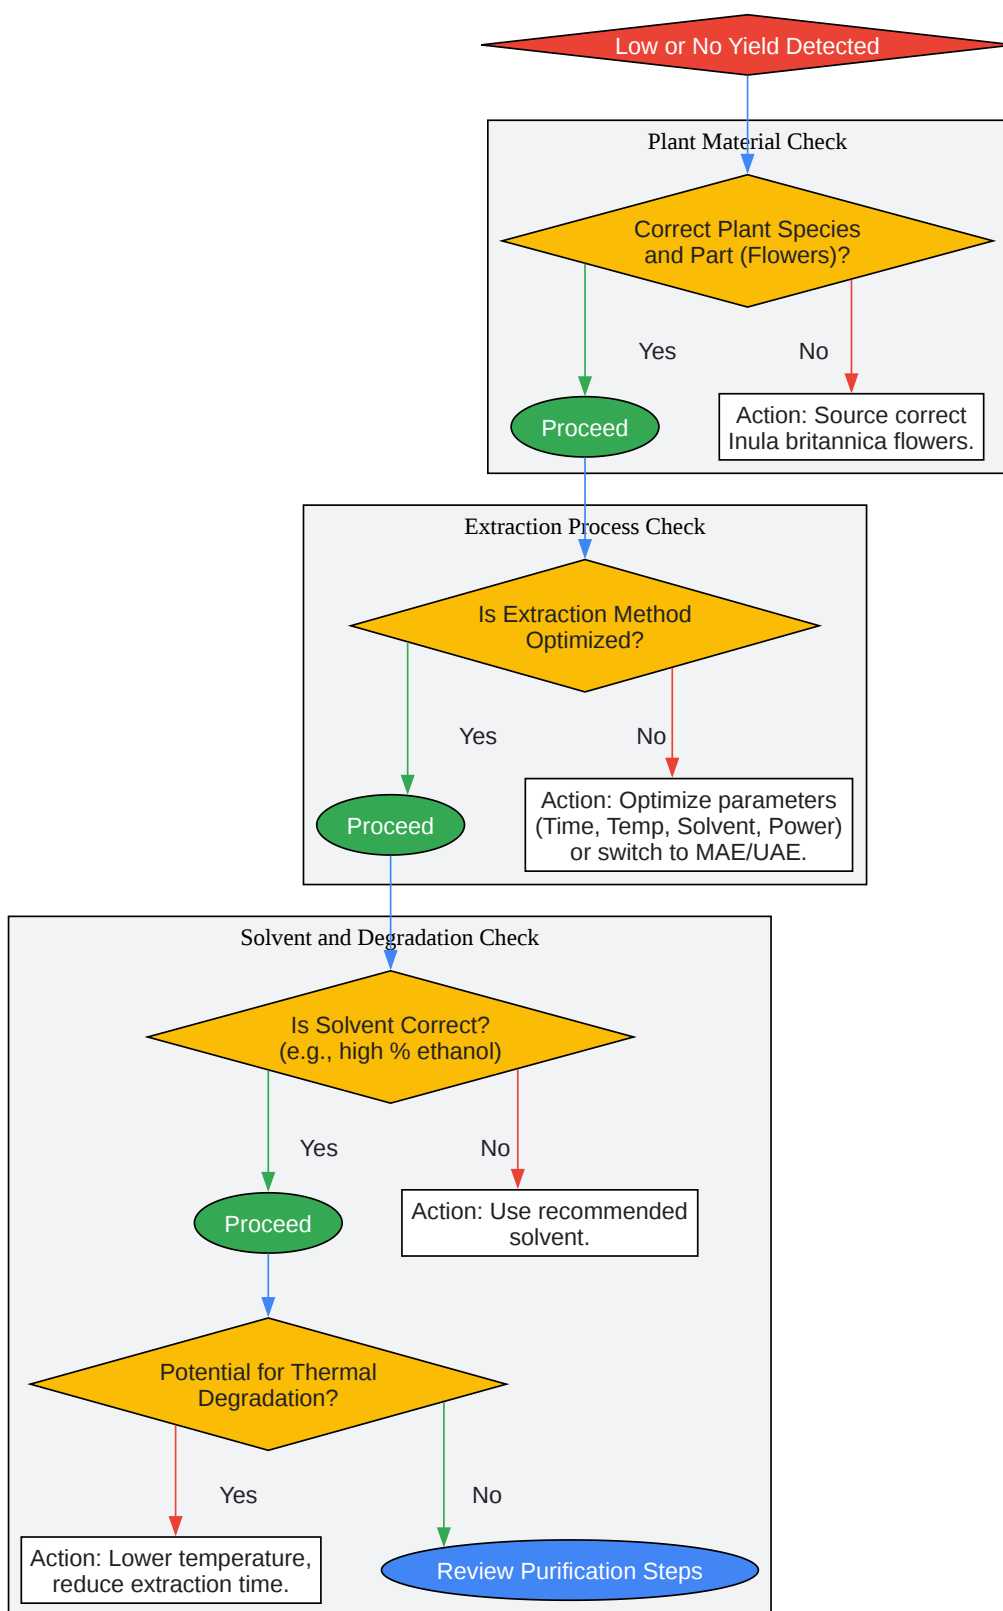 Low or No Yield Detected
Plant Material Check
Correct Plant Species
and Part (Flowers)?
Yes
No
Proceed
Action: Source correct
Inula britannica flowers.
Extraction Process Check
Is Extraction Method
Optimized?
Yes
No
Proceed
Action: Optimize parameters
(Time, Temp, Solvent, Power)
or switch to MAE/UAE.
Solvent and Degradation Check
Is Solvent Correct?
(e.g., high % ethanol)
Yes
No
Proceed
Action: Use recommended
solvent.
Potential for Thermal
Degradation?
Yes
No
Action: Lower temperature,
reduce extraction time.
Review Purification Steps